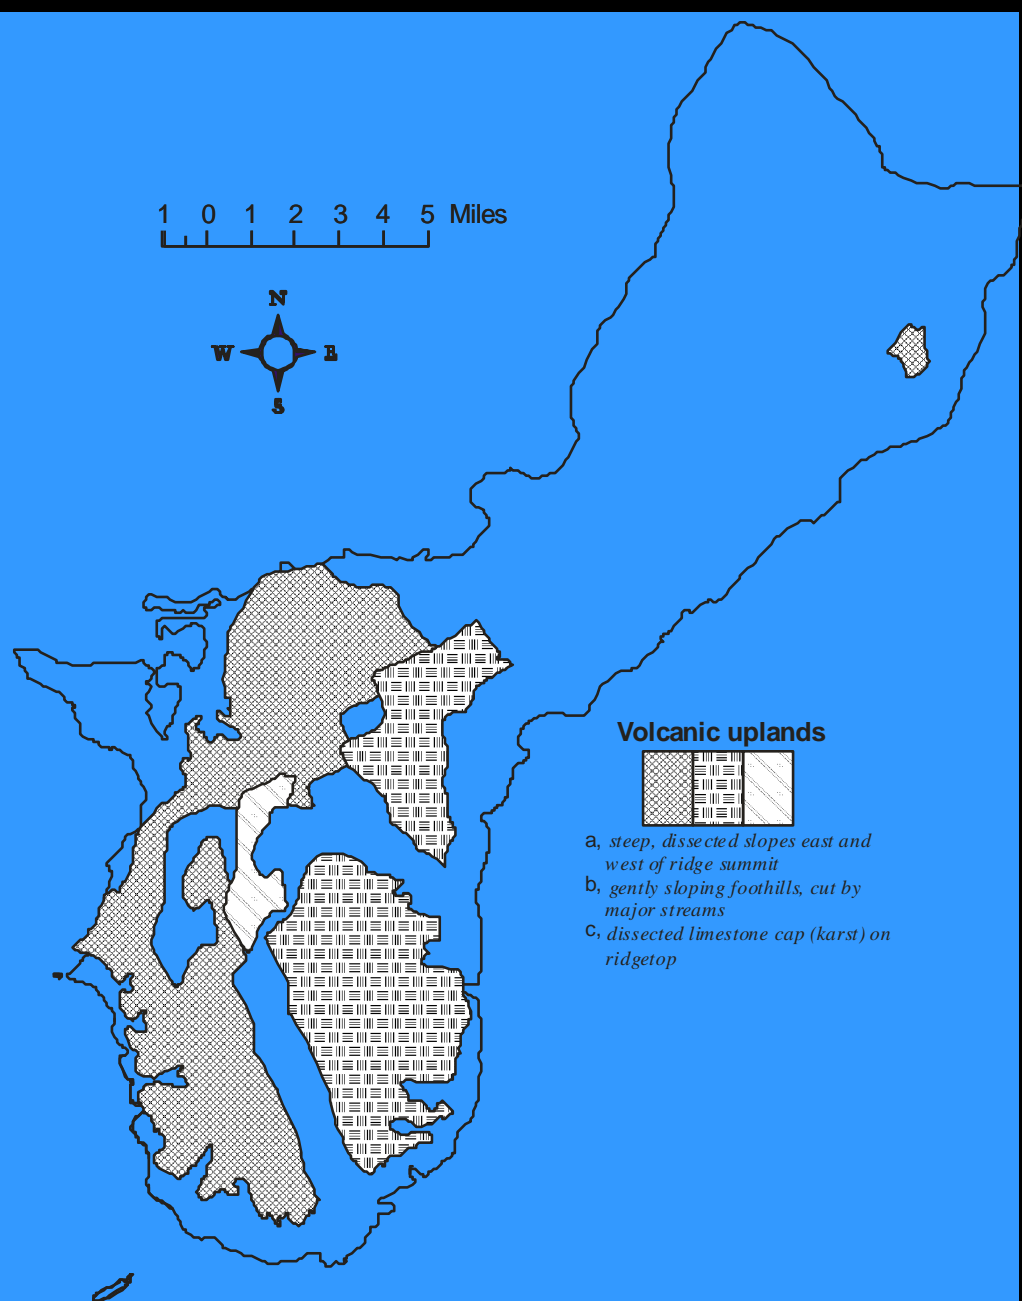 1 0 1 2 3 4 5 Miles
N
W E
S
Volcanic uplands
a, steep, dissected slopes east and
west of ridge summit
b, gently sloping foothills, cut by
major streams
c, dissected limestone cap (karst) on
ridgetop